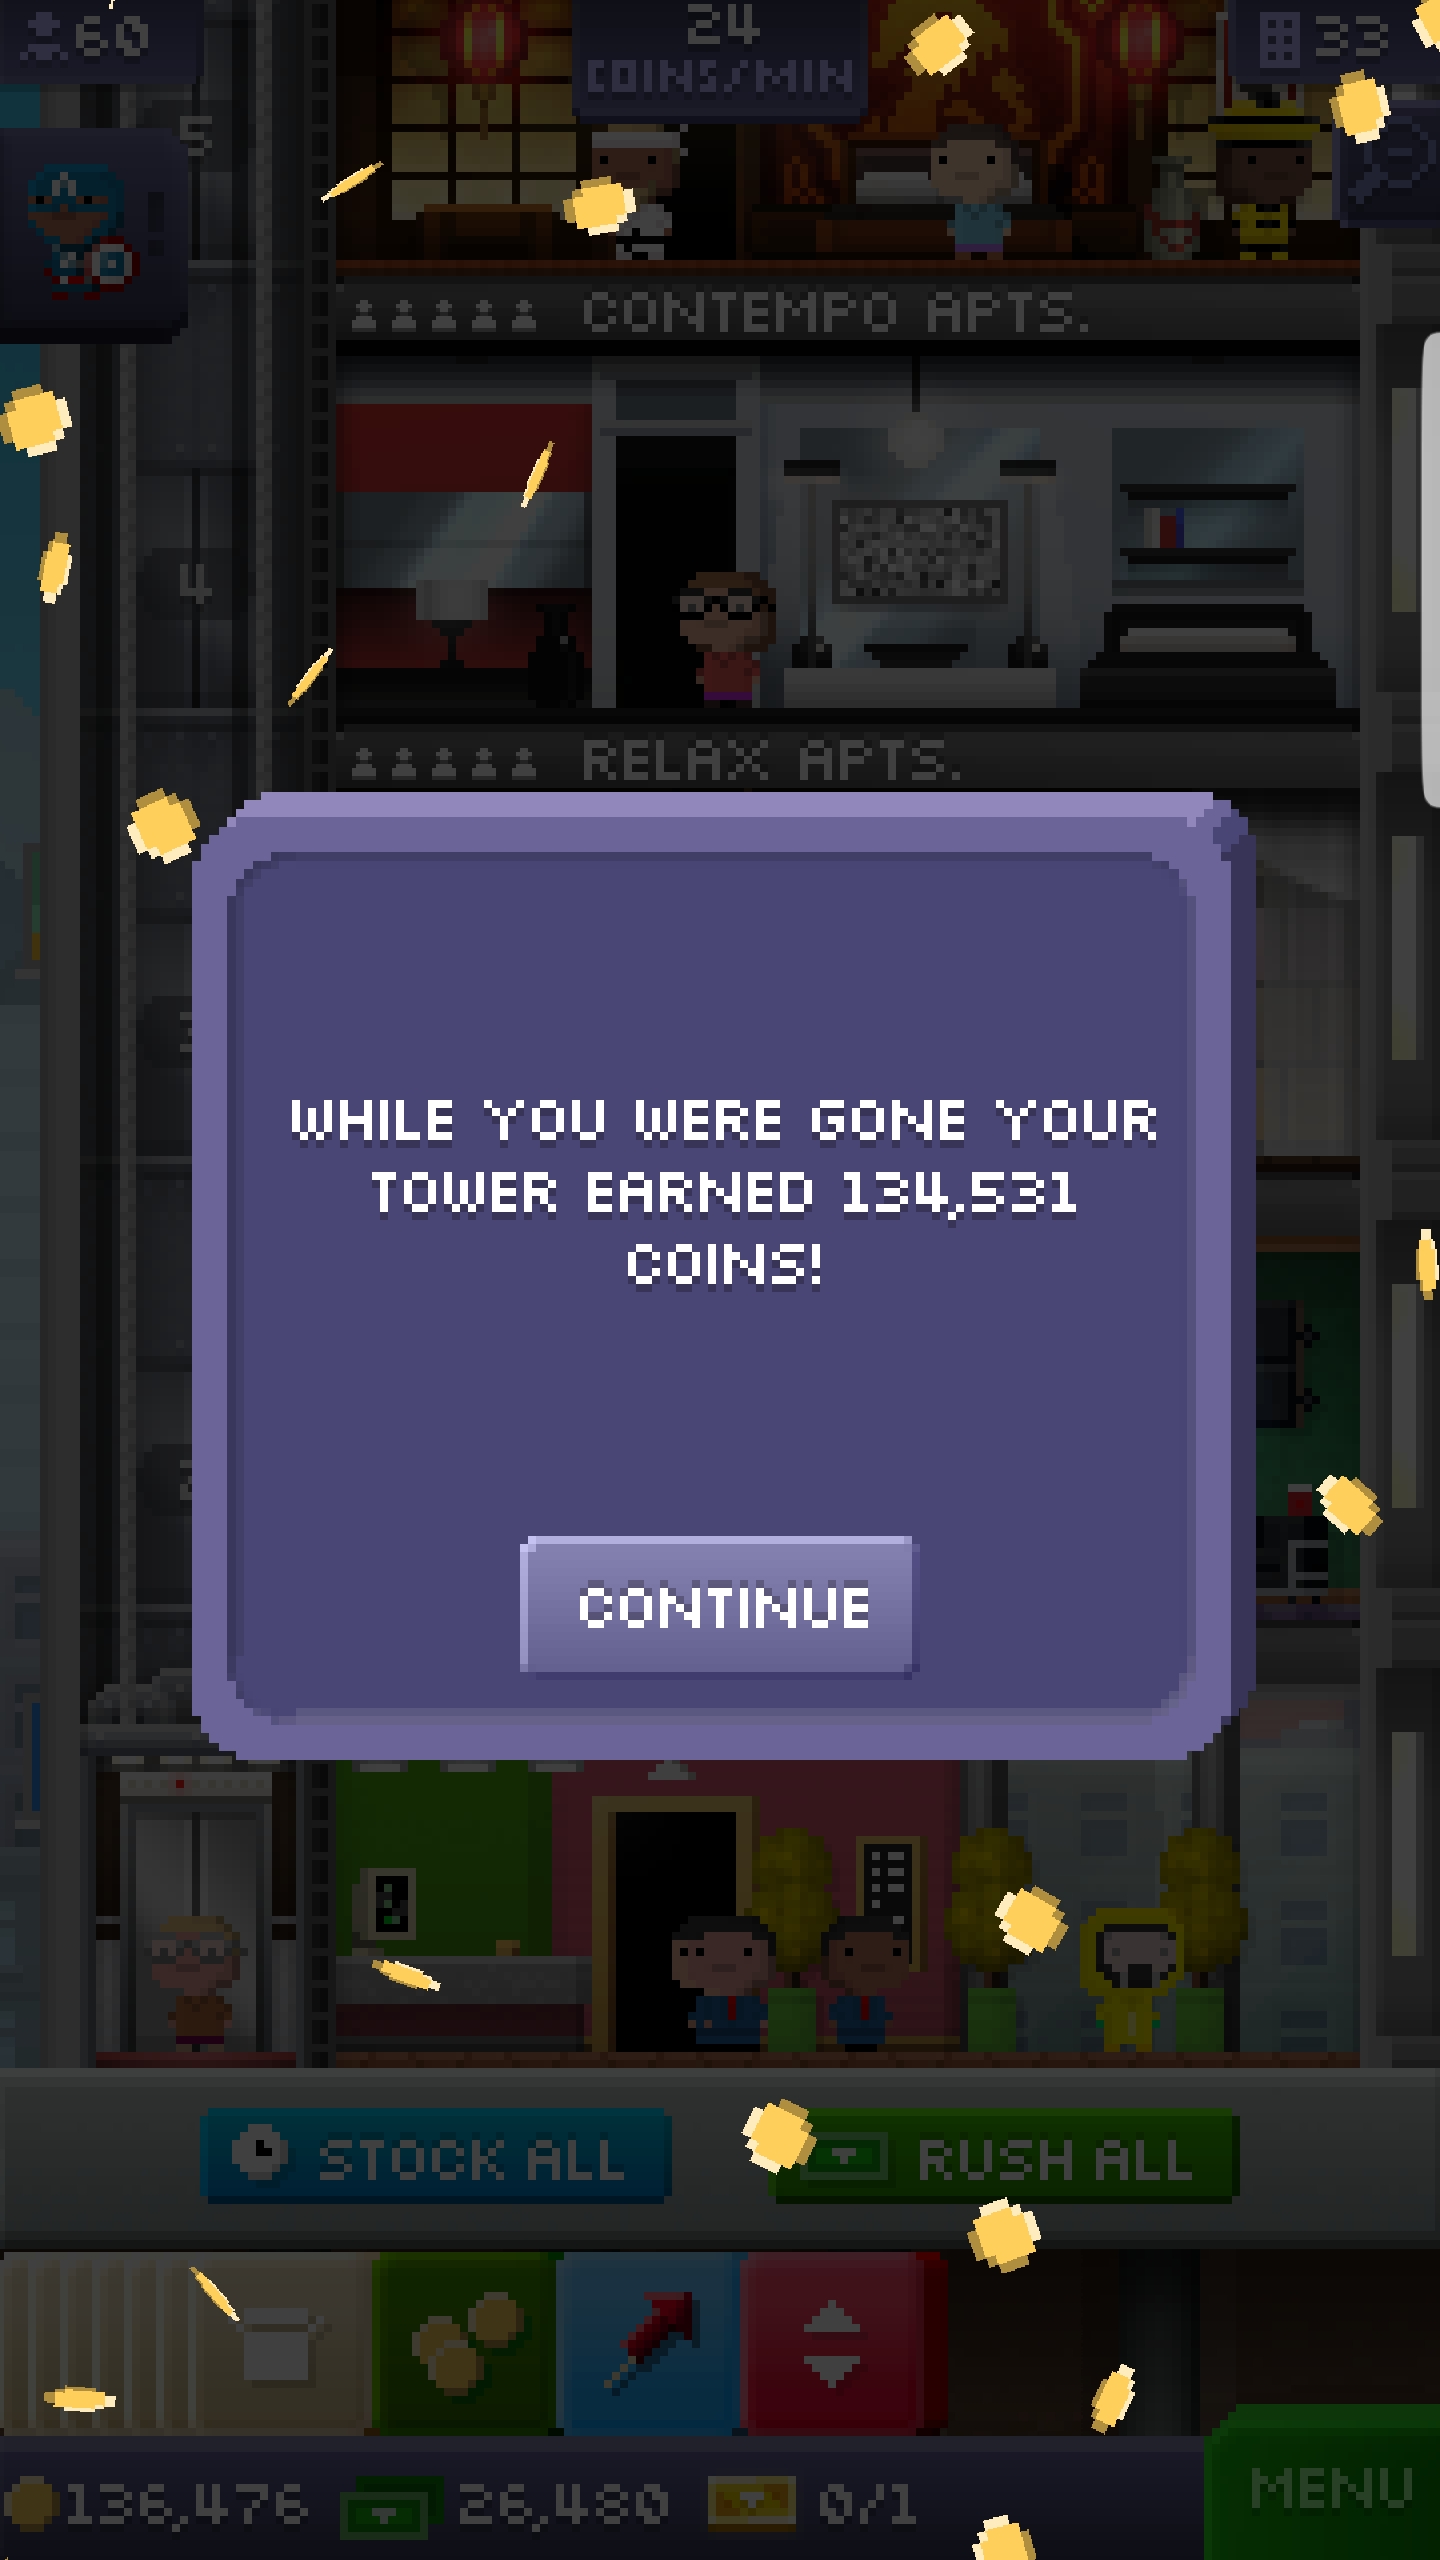 60
24
COINS/MIN
33
5
CONTEMPO APTS.
4
RELAX APTS.
WHILE YOU WERE GONE YOUR
TOWER EARNED 134,531
COINS!
CONTINUE
STOCK ALL
RUSH ALL
136,476
26,480
0/1
MENU